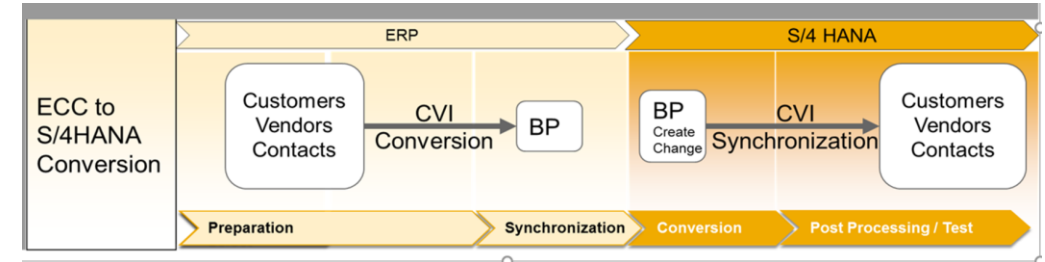 ERP
S/4 HANA
ECC to
S/4HANA
Conversion
Customers
Vendors
Contacts
CVI
Conversion
BP
BP
Create
Change
CVI
Synchronization
Customers
Vendors
Contacts
Preparation
Synchronization
Conversion
Post Processing / Test